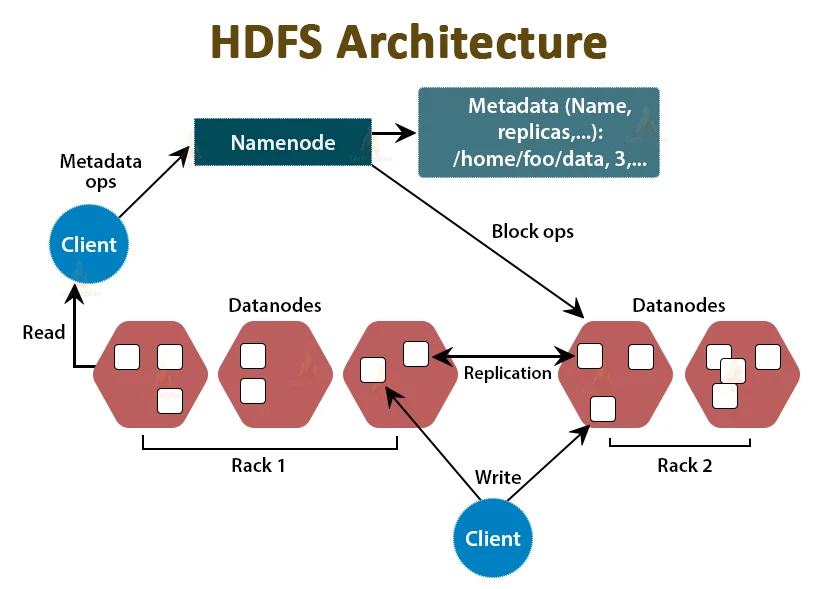 HDFS Architecture
Metadata (Name,
replicas,...):
/home/foo/data, 3,...
Namenode
Metadata
ops
Client
Block ops
Datanodes
Datanodes
Read
Replication
Rack 1
Write
Rack 2
Client